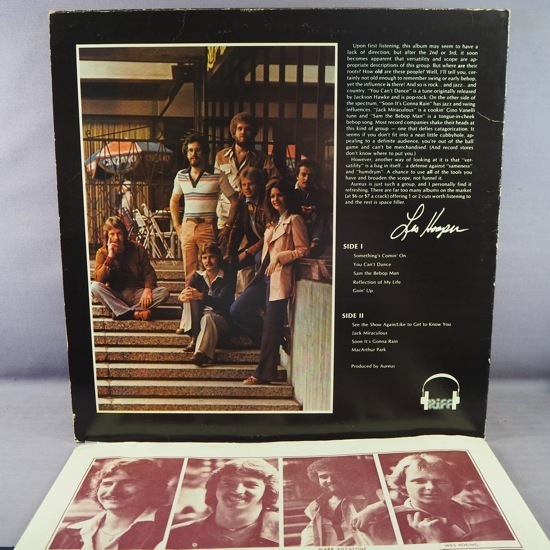 Upon first listening, this album may seem to have a
lack of direction, but after the 2nd or 3rd, it soon
becomes apparent that versatility and scope are ap-
propriate descriptions of this group. But where are their
roots? How old are these people? Well, I'll tell you, cer-
tainly not old enough to remember swing or early bebop,
yet the influence is there! And so is rock... and jazz... and
country. "You Can't Dance" is a tune originally released
by Jackson Hawke and is pop-rock. On the other side of
the spectrum, "Soon It's Gonna Rain" has jazz and swing
influences. "Jack Miraculous" is a cookin' Gino Vanelli
tune and "Sam the Bebop Man" is a tongue-in-cheek
bebop song. Most record companies shake their heads at
this kind of group — one that defies catagorization. It
seems if you don't fit into a neat little cubbyhole, ap-
pealing to a definite audience, you're out of the ball
game and can't be merchandised. (And record stores
don't know where to put you.)
However, another way of looking at it is that "ver-
satility" is a bag in itself... a defense against "sameness"
and "humdrum". A chance to use all of the tools you
have and broaden the scope, not funnel it.
Aureus is just such a group, and I personally find it
refreshing. There are far too many albums on the market
(at $6 or $7 a crack) offering 1 or 2 cuts worth listening to
and the rest is space filler.
Les Hooper
SIDE I
Something's Comin' On
You Can't Dance
Sam the Bebop Man
Reflection of My Life
Goin' Up
SIDE II
See the Show Again/Like to Get to Know You
Jack Miraculous
Soon It's Gonna Rain
MacArthur Park
Produced by Aureus
Riff